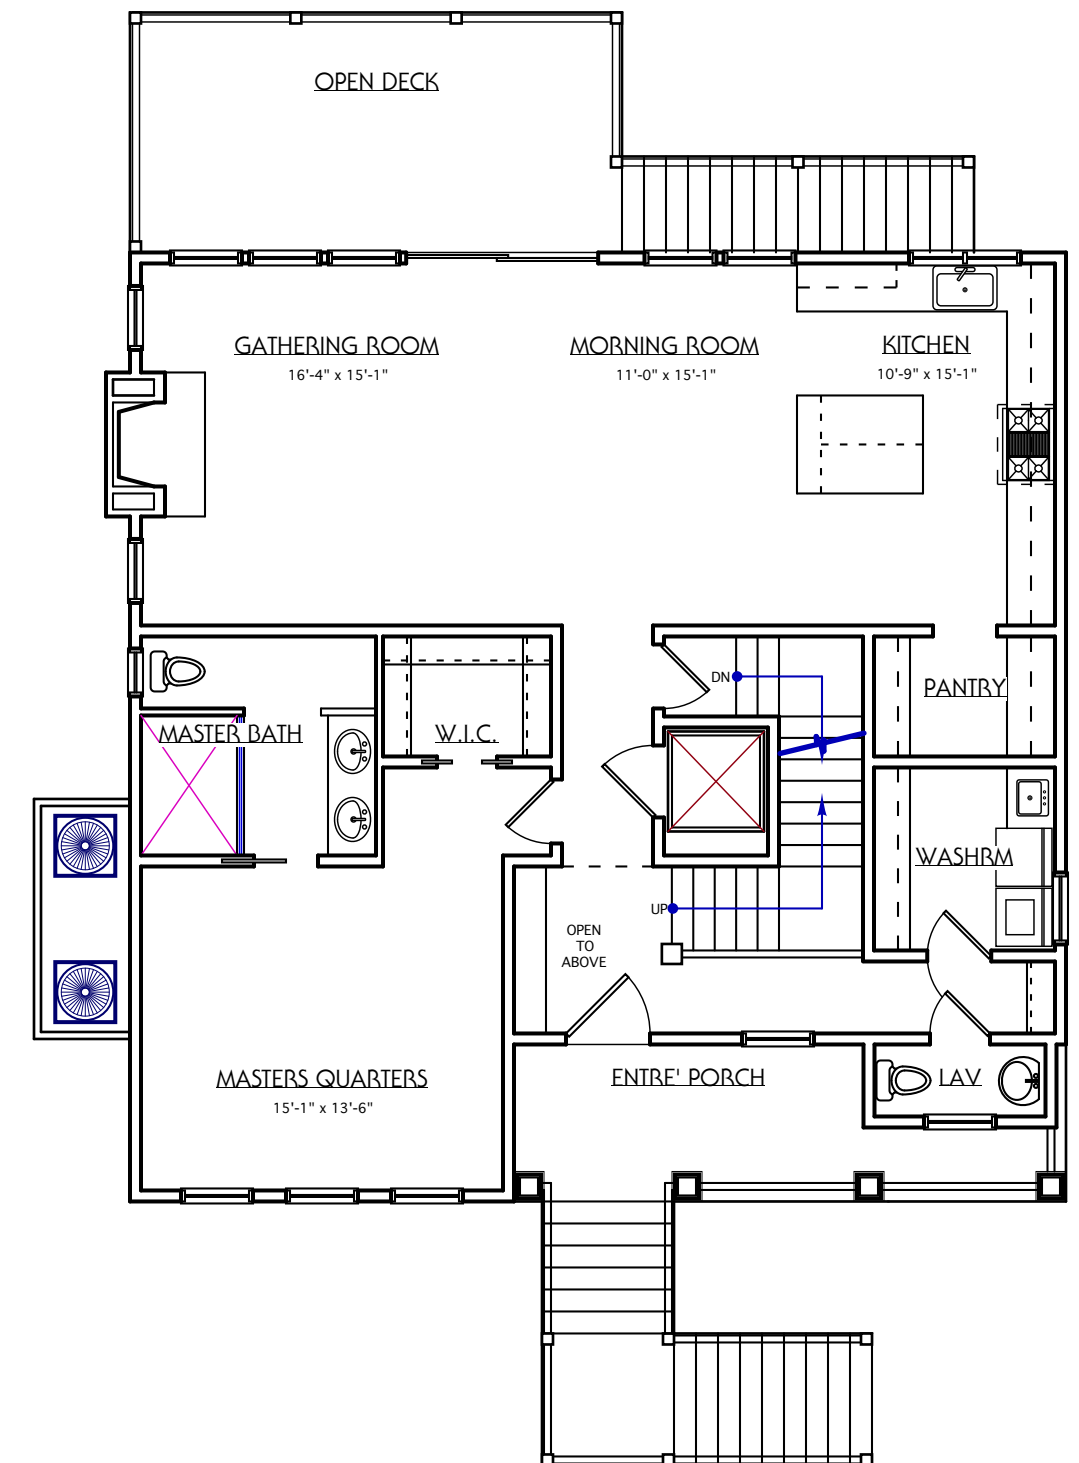 OPEN DECK
GATHERING ROOM
16'-4" x 15'-1"
MORNING ROOM
11'-0" x 15'-1"
KITCHEN
10'-9" x 15'-1"
DN
PANTRY
MASTER BATH
W.I.C.
WASHRM
UP
OPEN
TO
ABOVE
MASTERS QUARTERS
15'-1" x 13'-6"
ENTRE' PORCH
LAV